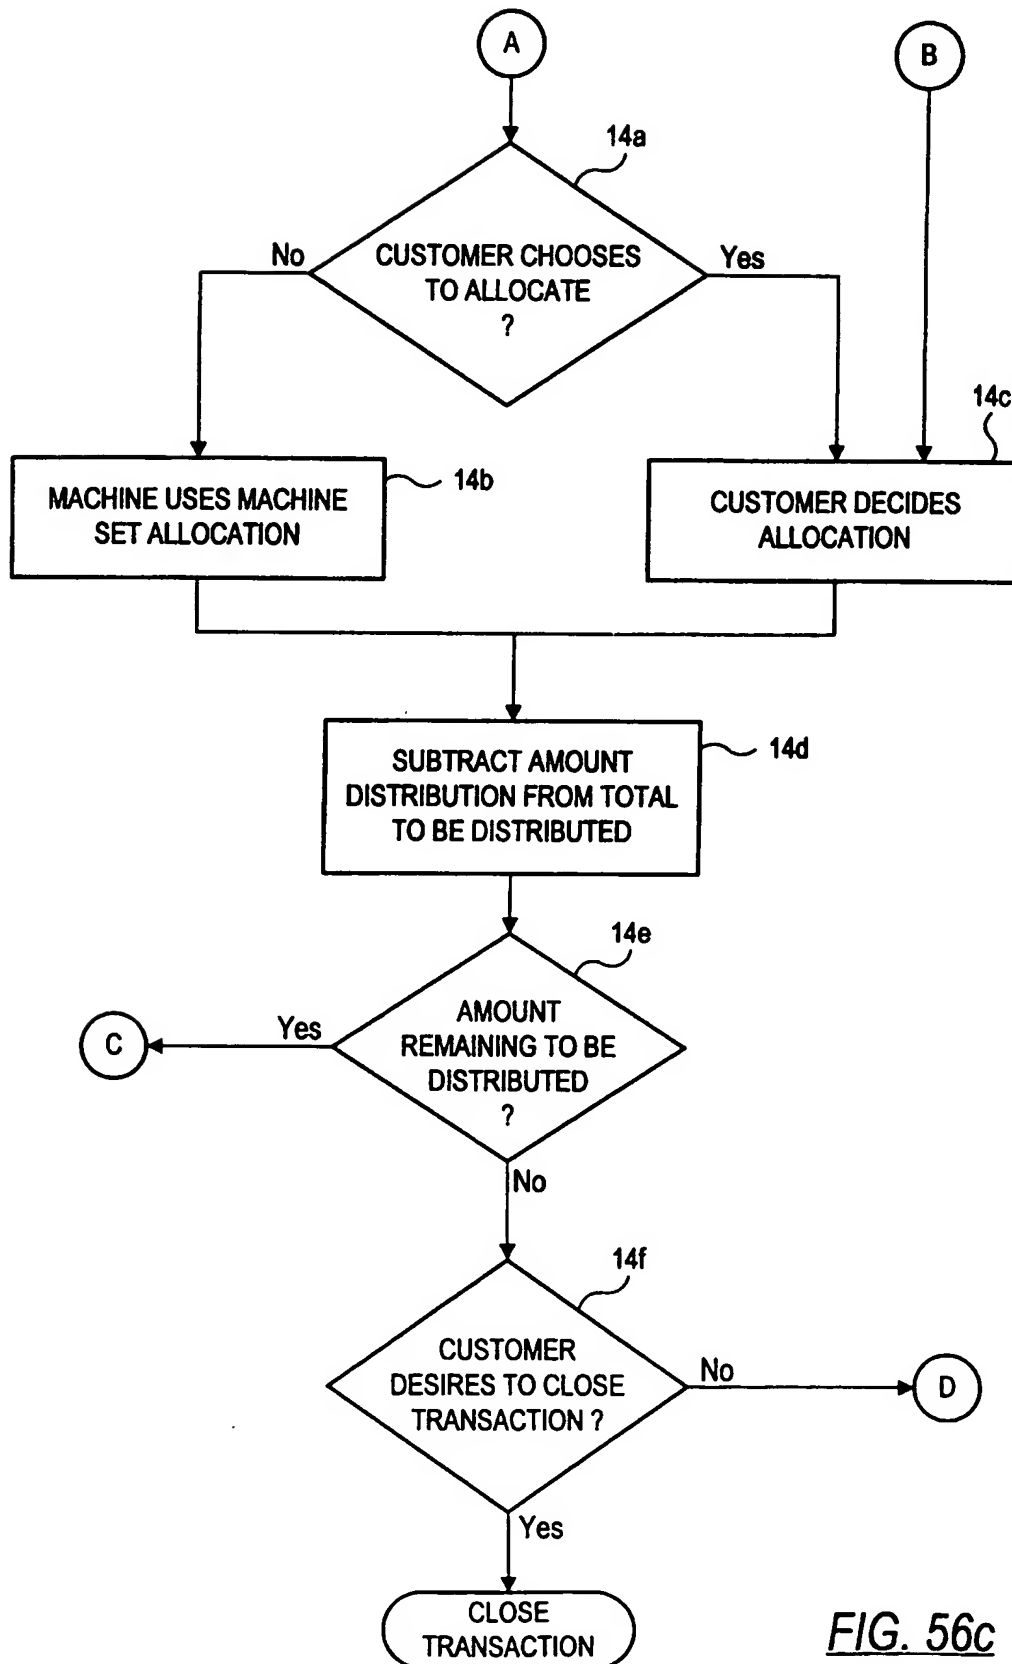 A
B
14a
No
CUSTOMER CHOOSES
TO ALLOCATE
?
Yes
14c
MACHINE USES MACHINE
SET ALLOCATION
14b
CUSTOMER DECIDES
ALLOCATION
SUBTRACT AMOUNT
DISTRIBUTION FROM TOTAL
TO BE DISTRIBUTED
14d
14e
C
Yes
AMOUNT
REMAINING TO BE
DISTRIBUTED
?
No
14f
CUSTOMER
DESIRES TO CLOSE
TRANSACTION ?
No
D
Yes
CLOSE
TRANSACTION
FIG. 56c